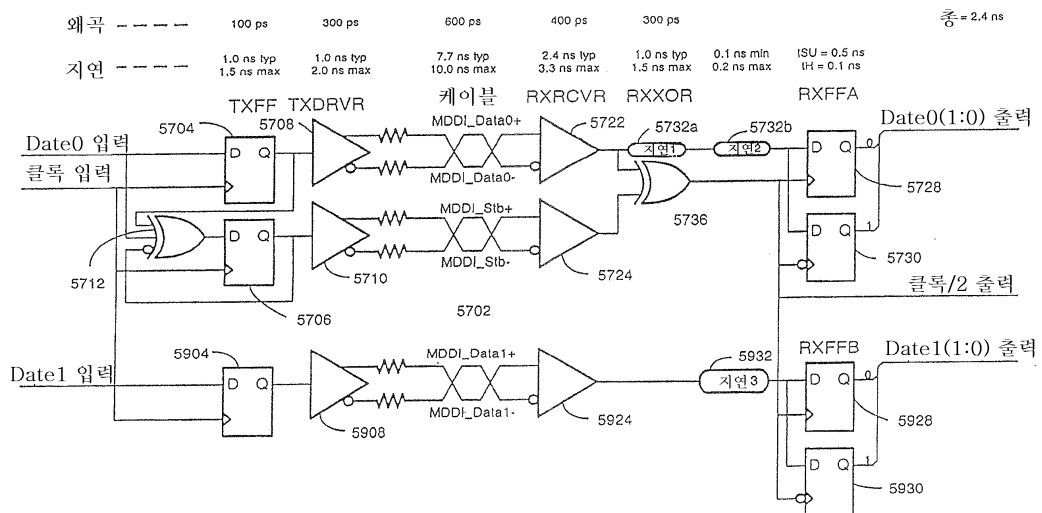 왜곡 - - - - 100 ps 300 ps 600 ps 400 ps 300 ps 총 = 2.4 ns
지연 - - - - 1.0 ns typ 1.0 ns typ 7.7 ns typ 2.4 ns typ 1.0 ns typ 0.1 ns min tSU = 0.5 ns
1.5 ns max 2.0 ns max 10.0 ns max 3.3 ns max 1.5 ns max 0.2 ns max tH = 0.1 ns
TXFF TXDRVR 케이블 RXRCVR RXXOR RXFFA
5704 5708 MDDI_Data0+ 5722 5732a 5732b Date0(1:0) 출력
Date0 입력 D Q 지연1 지연2 D Q 0
클록 입력 MDDI_Data0- 5728
MDDI_Stb+ 5736
D Q D Q 1
5712 MDDI_Stb- 5710 5724 5730
5706 5702 클록/2 출력
5904 MDDI_Data1+ 5932 RXFFB Date1(1:0) 출력
Date1 입력 D Q 지연3 D Q 0
MDDI_Data1-
5908 5924 5928
D Q 1
5930